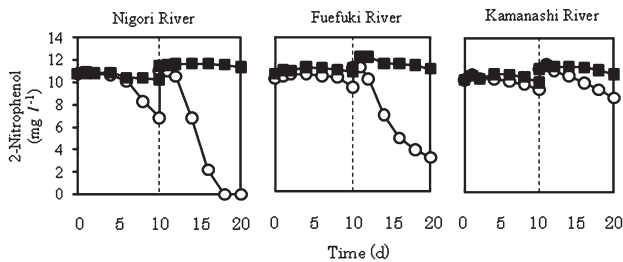 Nigori River
Fuefuki River
Kamanashi River
2-Nitrophenol
(mg l⁻¹)
14
12
10
8
6
4
2
0
0 5 10 15 20
0 5 10 15 20
0 5 10 15 20
Time (d)